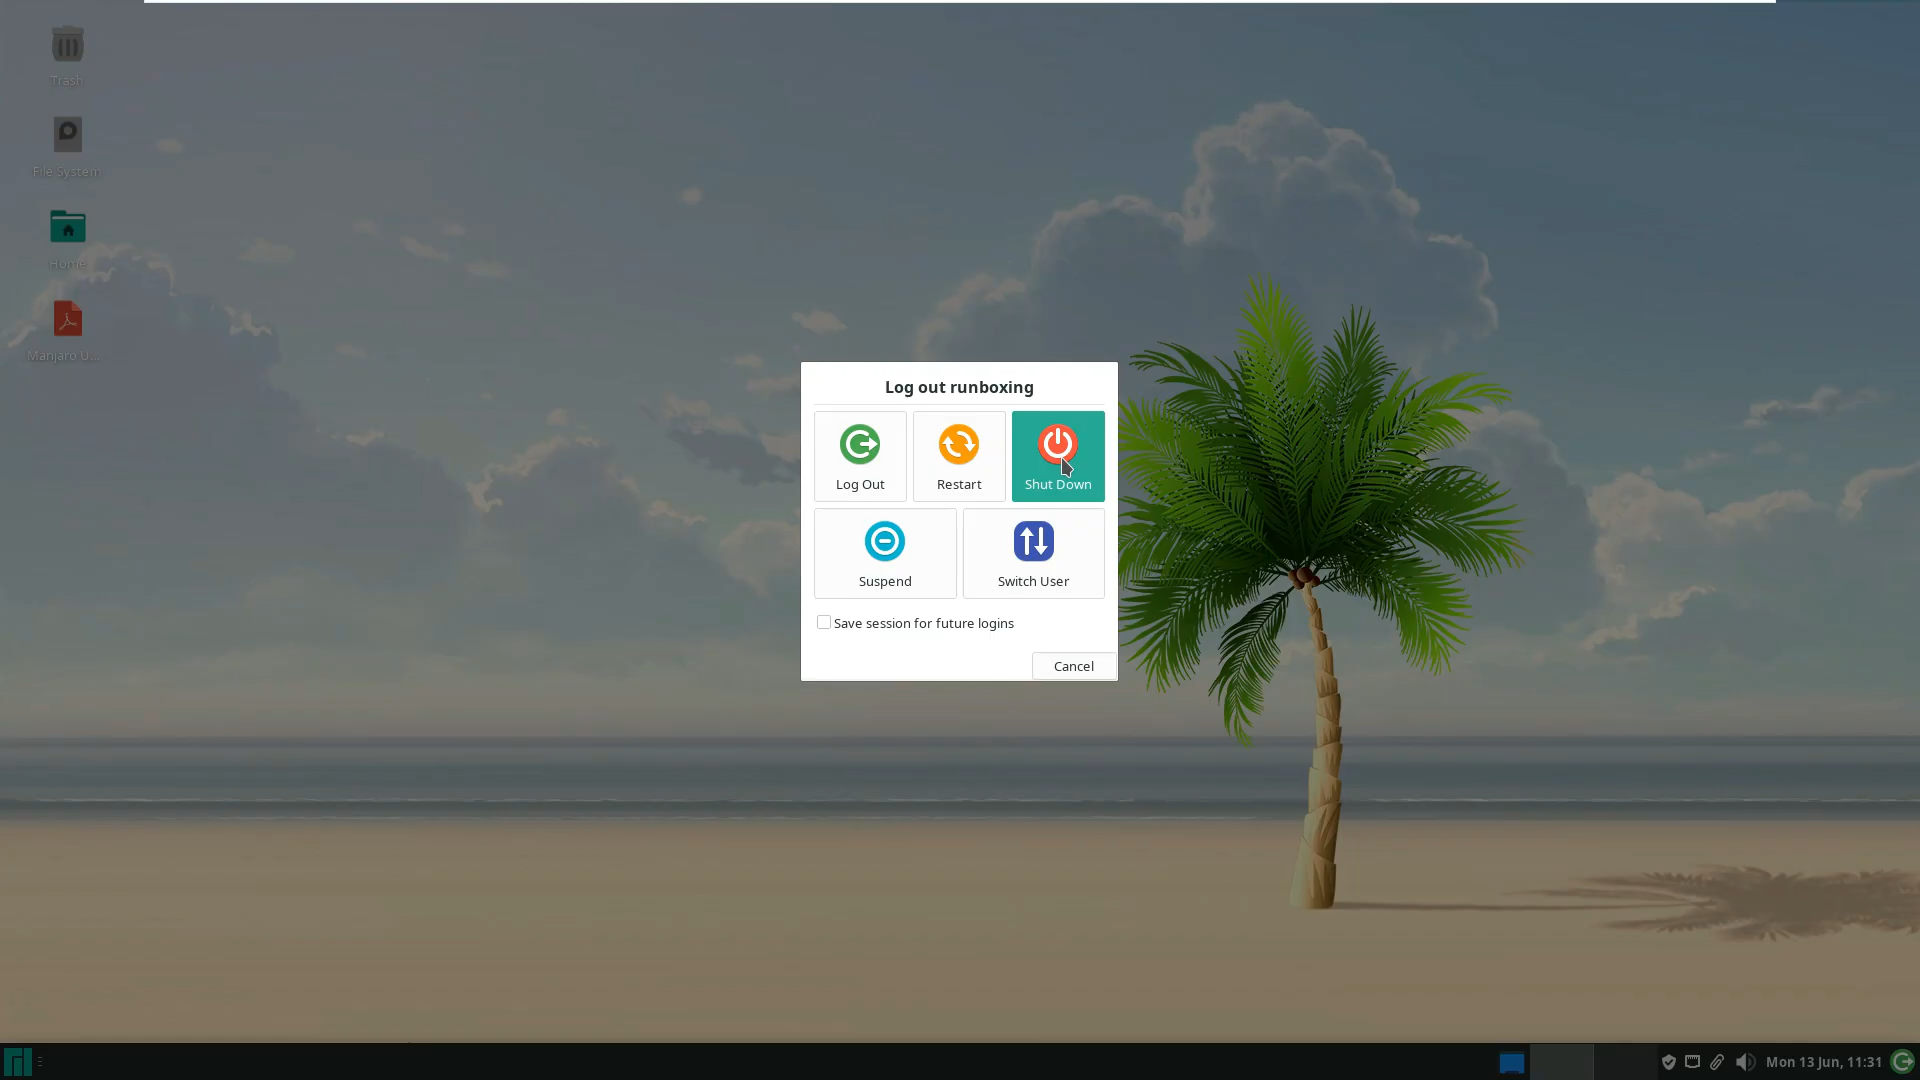 Trash
File System
Home
Manjaro U...
Log out runboxing
Log Out
Restart
Shut Down
Suspend
Switch User
Save session for future logins
Cancel
Mon 13 Jun, 11:31